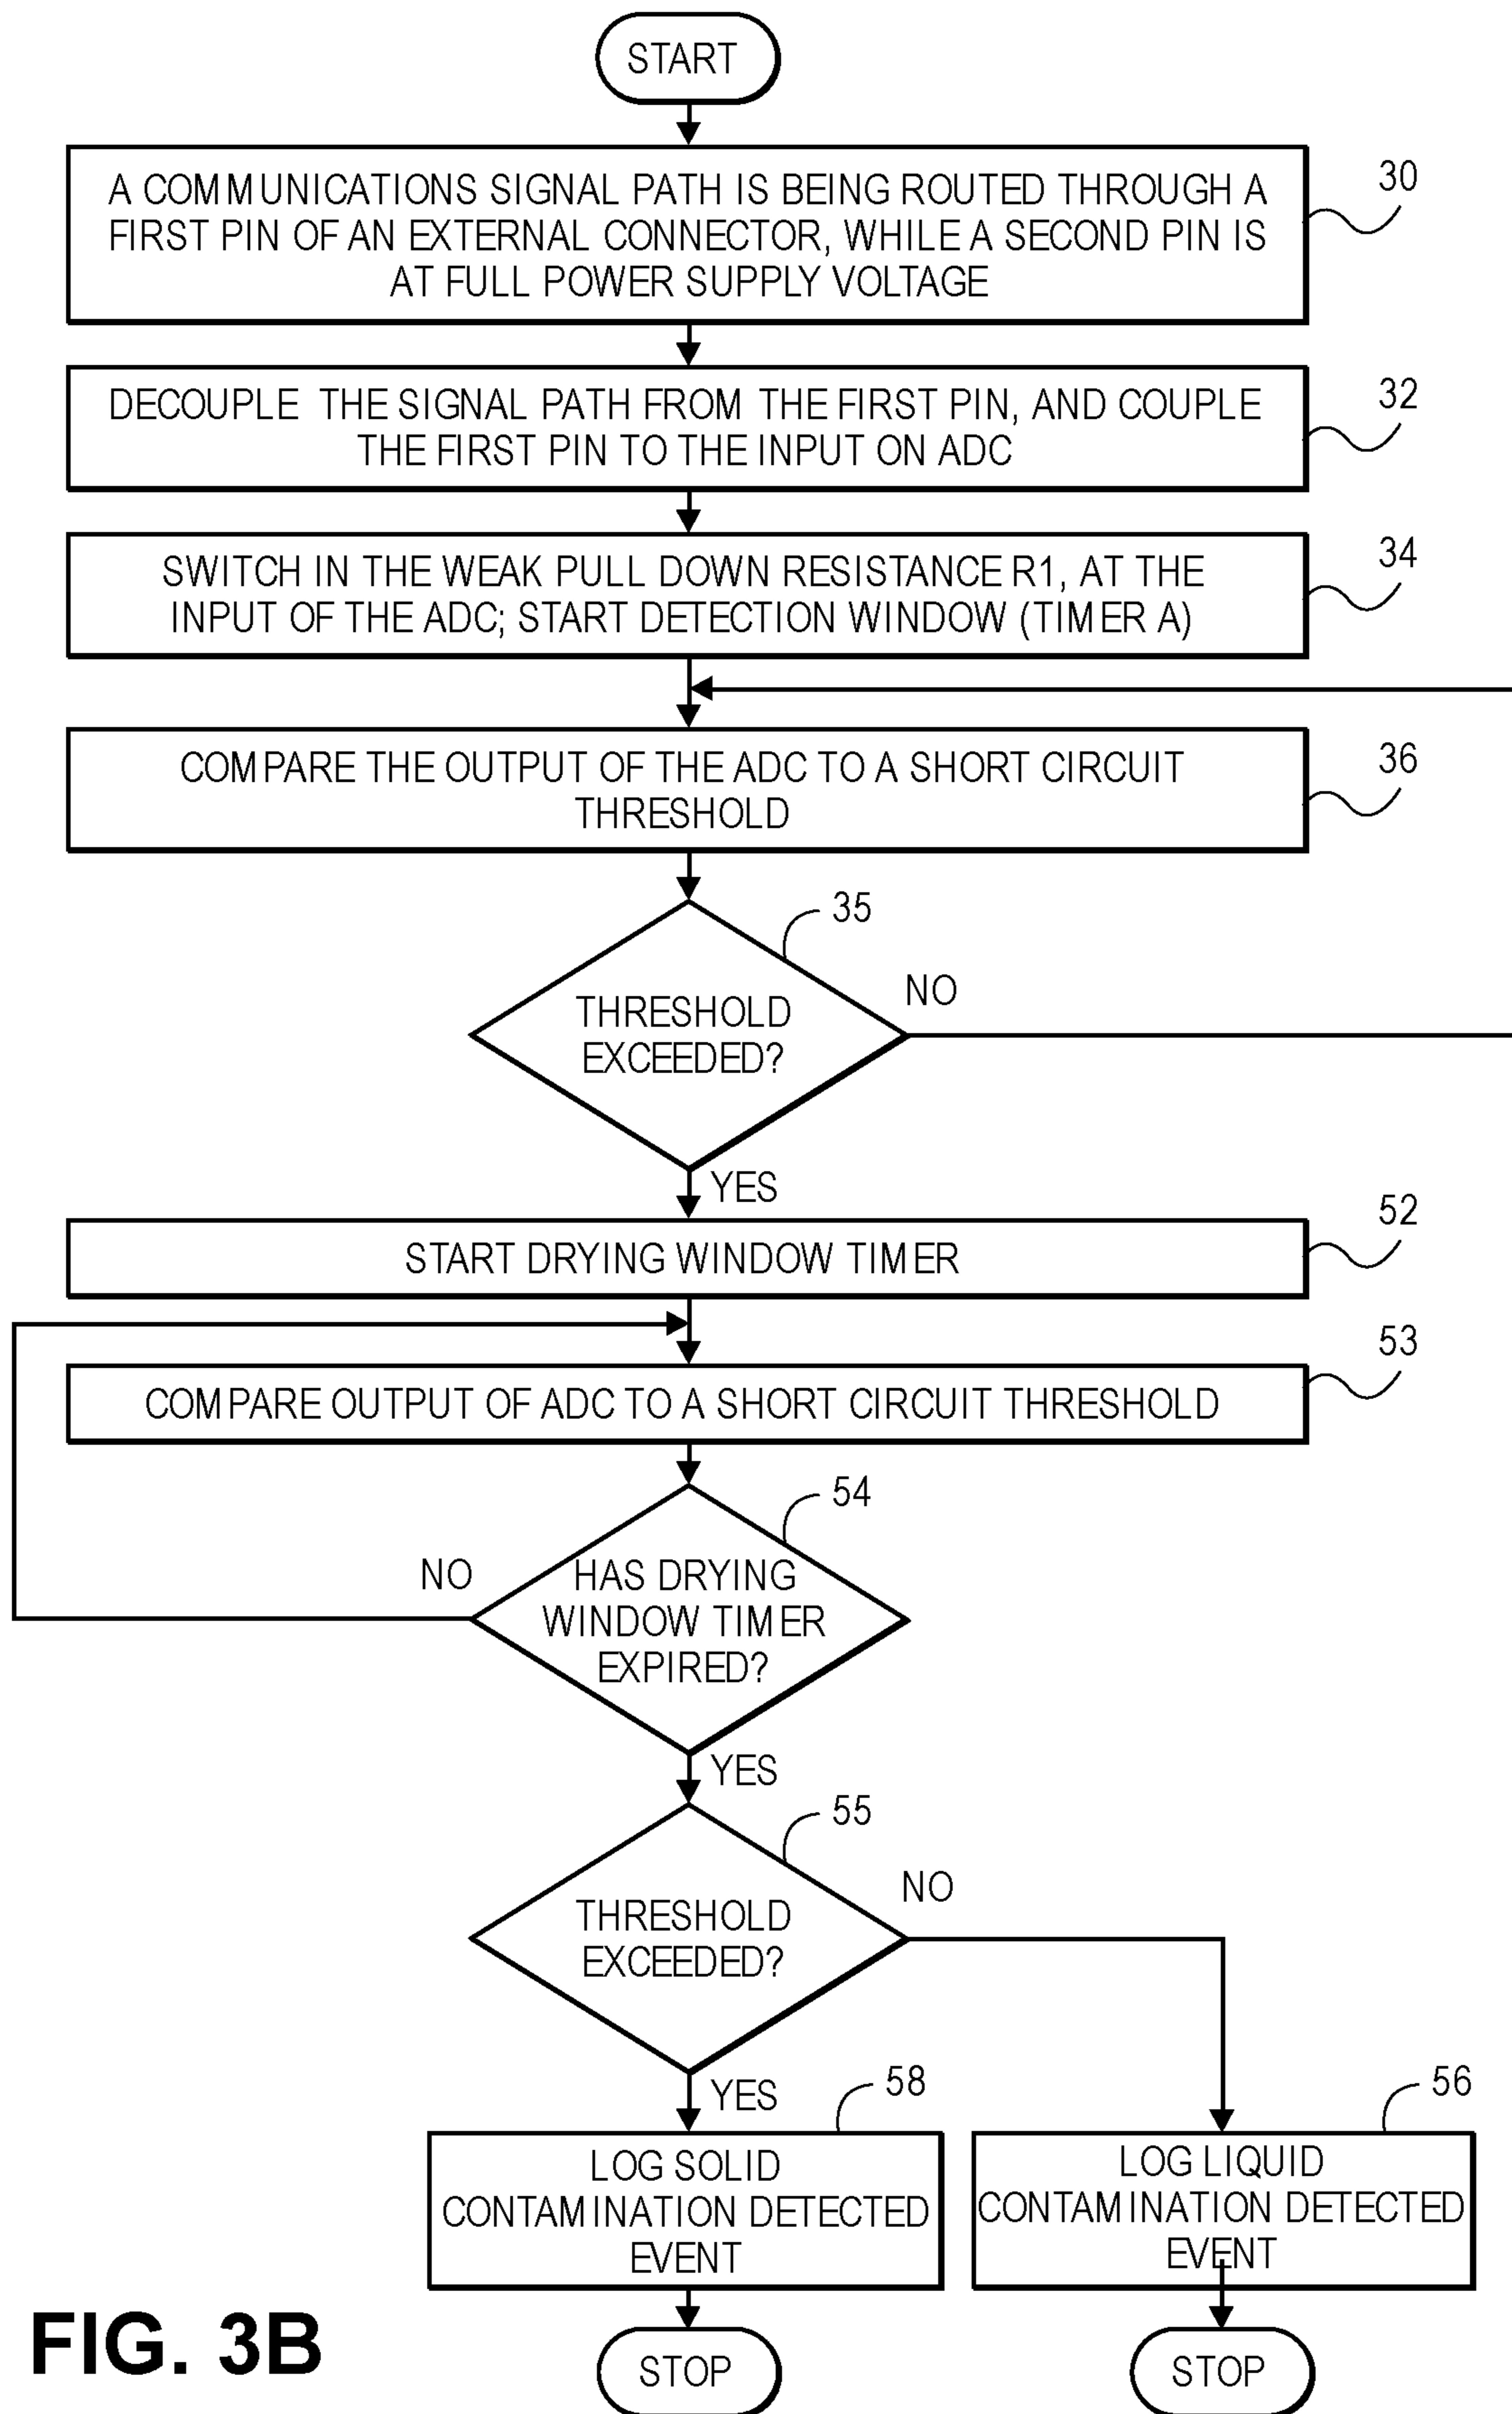 START
A COMMUNICATIONS SIGNAL PATH IS BEING ROUTED THROUGH A
FIRST PIN OF AN EXTERNAL CONNECTOR, WHILE A SECOND PIN IS
AT FULL POWER SUPPLY VOLTAGE
30
DECOUPLE THE SIGNAL PATH FROM THE FIRST PIN, AND COUPLE
THE FIRST PIN TO THE INPUT ON ADC
32
SWITCH IN THE WEAK PULL DOWN RESISTANCE R1, AT THE
INPUT OF THE ADC; START DETECTION WINDOW (TIMER A)
34
COMPARE THE OUTPUT OF THE ADC TO A SHORT CIRCUIT
THRESHOLD
36
35
THRESHOLD
EXCEEDED?
NO
YES
START DRYING WINDOW TIMER
52
COMPARE OUTPUT OF ADC TO A SHORT CIRCUIT THRESHOLD
53
54
HAS DRYING
WINDOW TIMER
EXPIRED?
NO
YES
55
THRESHOLD
EXCEEDED?
NO
YES
58
LOG SOLID
CONTAMINATION DETECTED
EVENT
56
LOG LIQUID
CONTAMINATION DETECTED
EVENT
STOP
STOP
FIG. 3B